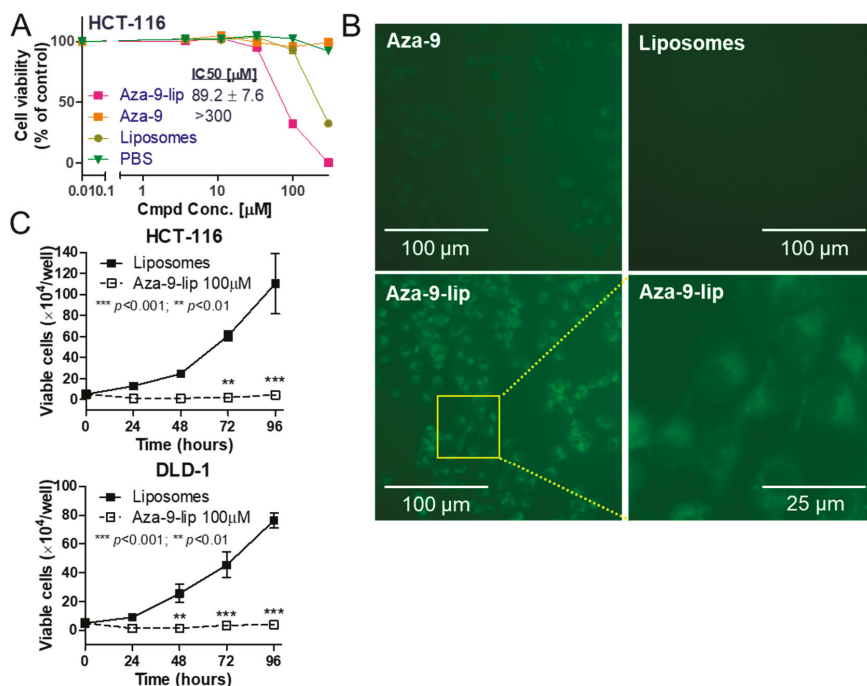 A
HCT-116
Cell viability
(% of control)
100
50
0
IC50 [µM]
Aza-9-lip 89.2 ± 7.6
Aza-9 >300
Liposomes
PBS
0.01 0.1 1 10 100
Cmpd Conc. [µM]
B
Aza-9
100 µm
Liposomes
100 µm
Aza-9-lip
100 µm
Aza-9-lip
25 µm
C
HCT-116
Viable cells (×10⁴/well)
140
120
100
80
60
40
20
0
Liposomes
Aza-9-lip 100µM
*** p<0.001; ** p<0.01
**
***
0 24 48 72 96
Time (hours)
DLD-1
Viable cells (×10⁴/well)
100
80
60
40
20
0
Liposomes
Aza-9-lip 100µM
*** p<0.001; ** p<0.01
**
***
***
0 24 48 72 96
Time (hours)